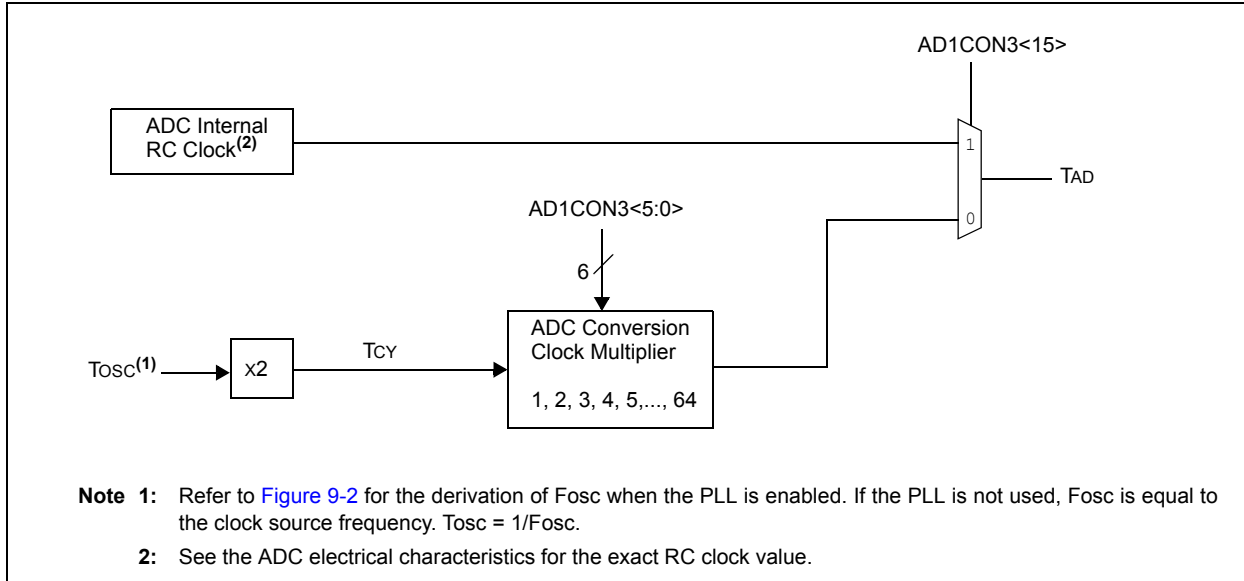 AD1CON3<15>
ADC Internal
RC Clock(2)
1
TAD
0
AD1CON3<5:0>
6
ADC Conversion
Clock Multiplier
1, 2, 3, 4, 5,..., 64
TOSC(1)
X2
TCY
Note 1: Refer to Figure 9-2 for the derivation of Fosc when the PLL is enabled. If the PLL is not used, Fosc is equal to
the clock source frequency. Tosc = 1/Fosc.
2: See the ADC electrical characteristics for the exact RC clock value.